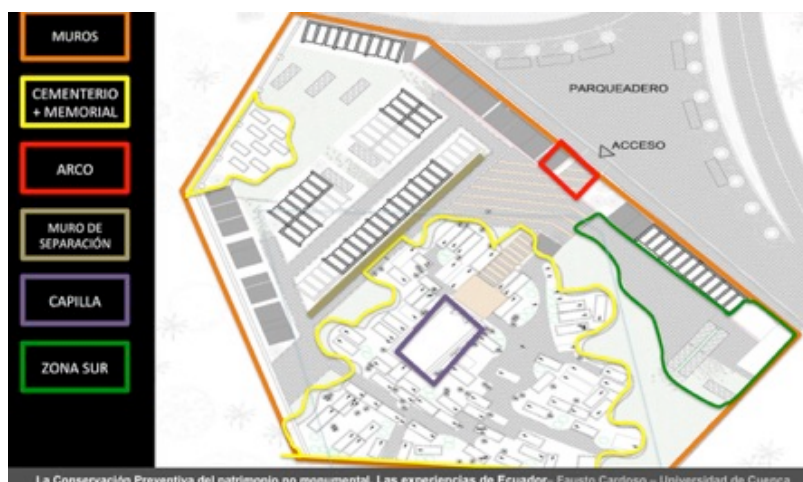 MUROS
CEMENTERIO
+ MEMORIAL
ARCO
MURO DE
SEPARACIÓN
CAPILLA
ZONA SUR
PARQUEADERO
ACCESO
La Conservación Preventiva del patrimonio no monumental. Las experiencias de Ecuador - Fausto Cardoso – Universidad de Cuenca